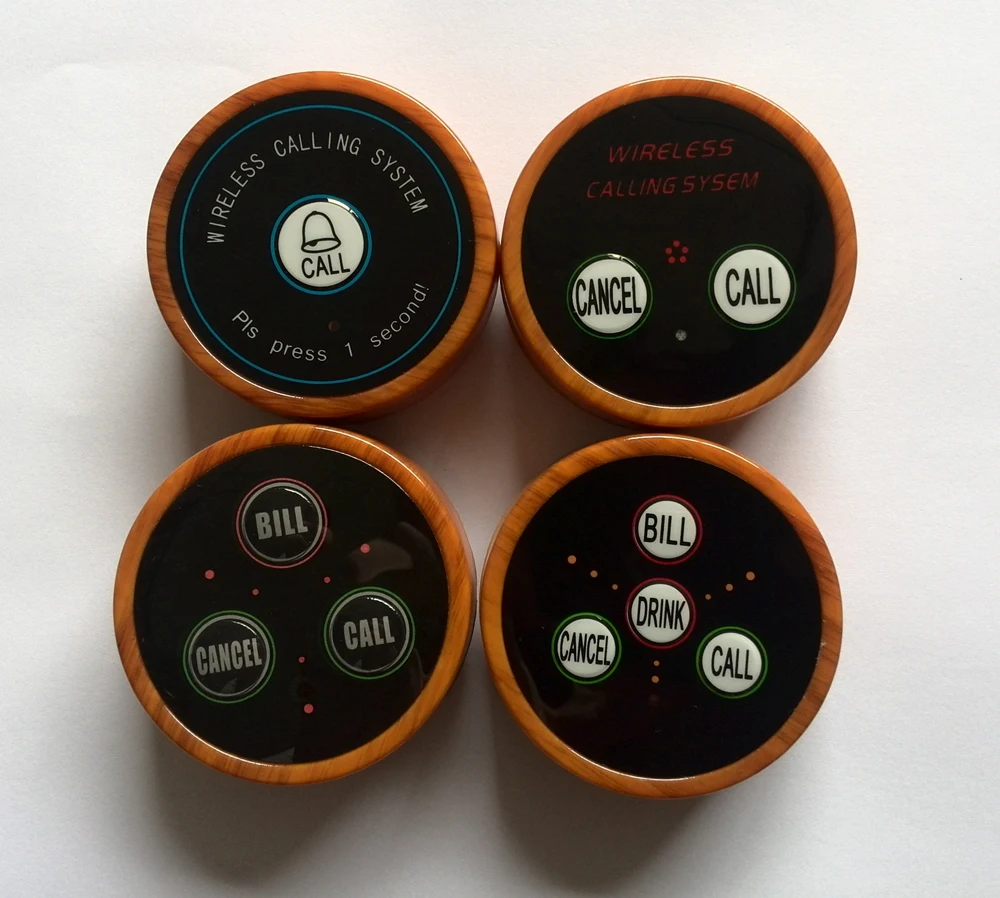 WIRELESS CALLING SYSTEM
CALL
Pls press 1 second!
WIRELESS
CALLING SYSEM
CANCEL
CALL
BILL
CANCEL
CALL
BILL
DRINK
CANCEL
CALL